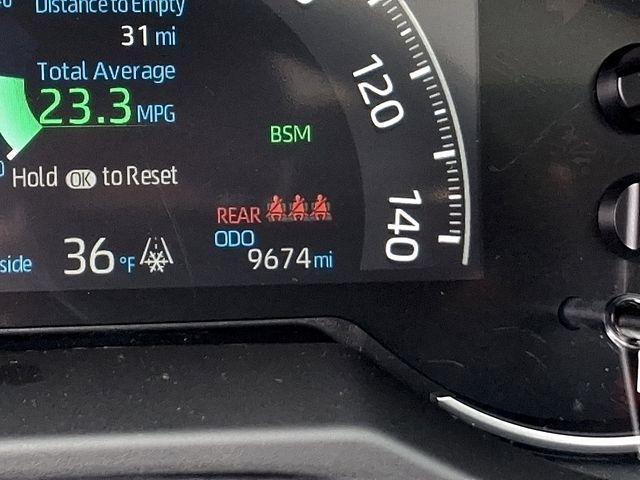 Distance to Empty
31 mi
Total Average
23.3 MPG
Hold OK to Reset
BSM
120
140
REAR
ODO
9674 mi
side 36 °F